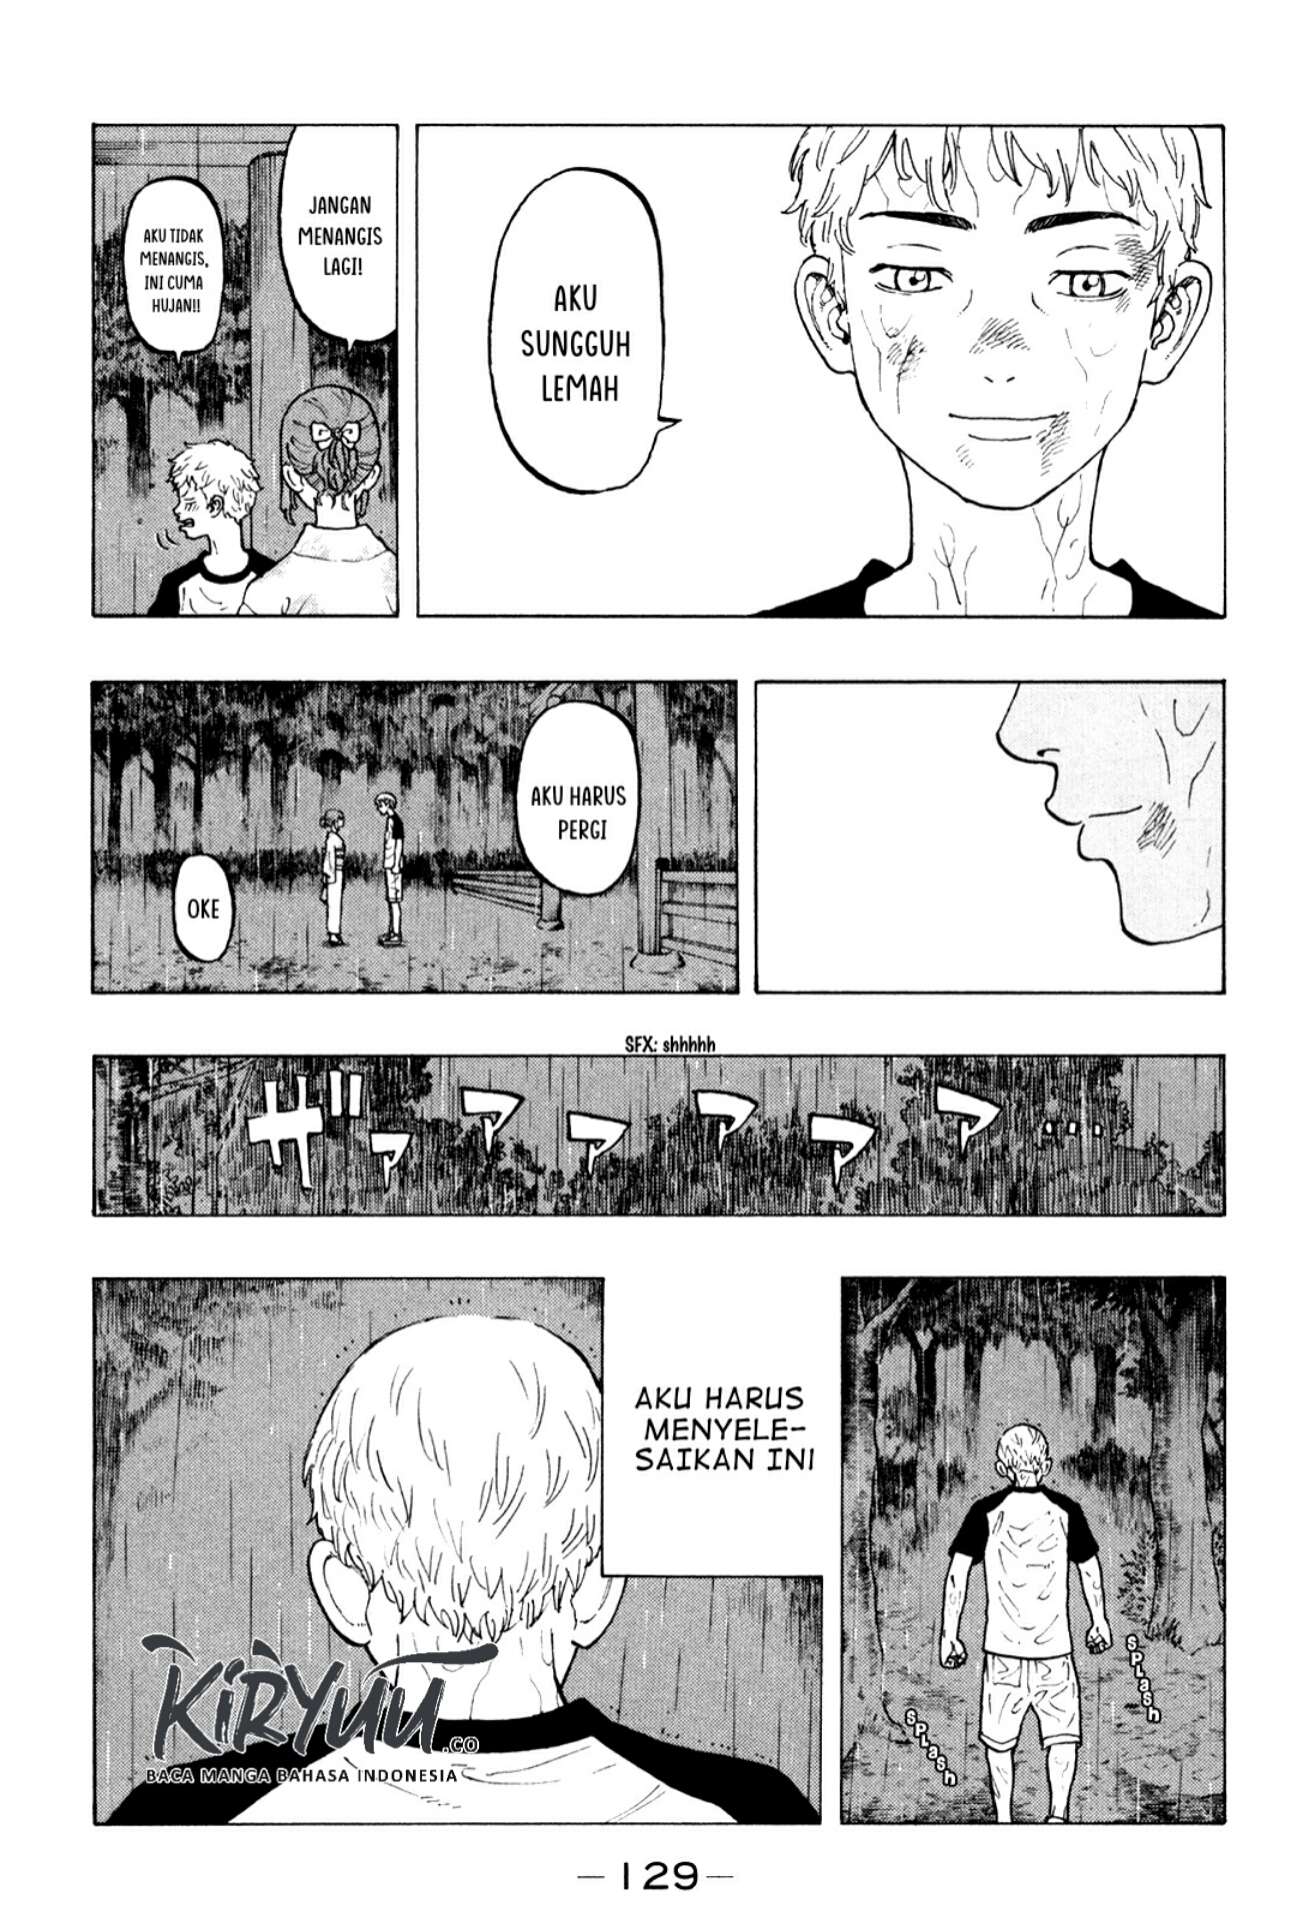 AKU
SUNGGUH
LEMAH
JANGAN
MENANGIS
LAGI!
AKU TIDAK
MENANGIS,
INI CUMA
HUJAN!!
AKU HARUS
PERGI
OKE
SFX: shhhhh
ザァァァァァァ...
AKU HARUS
MENYELE-
SAIKAN INI
SPLash
SPLash
KIRYUU.CO
BACA MANGA BAHASA INDONESIA
—129—